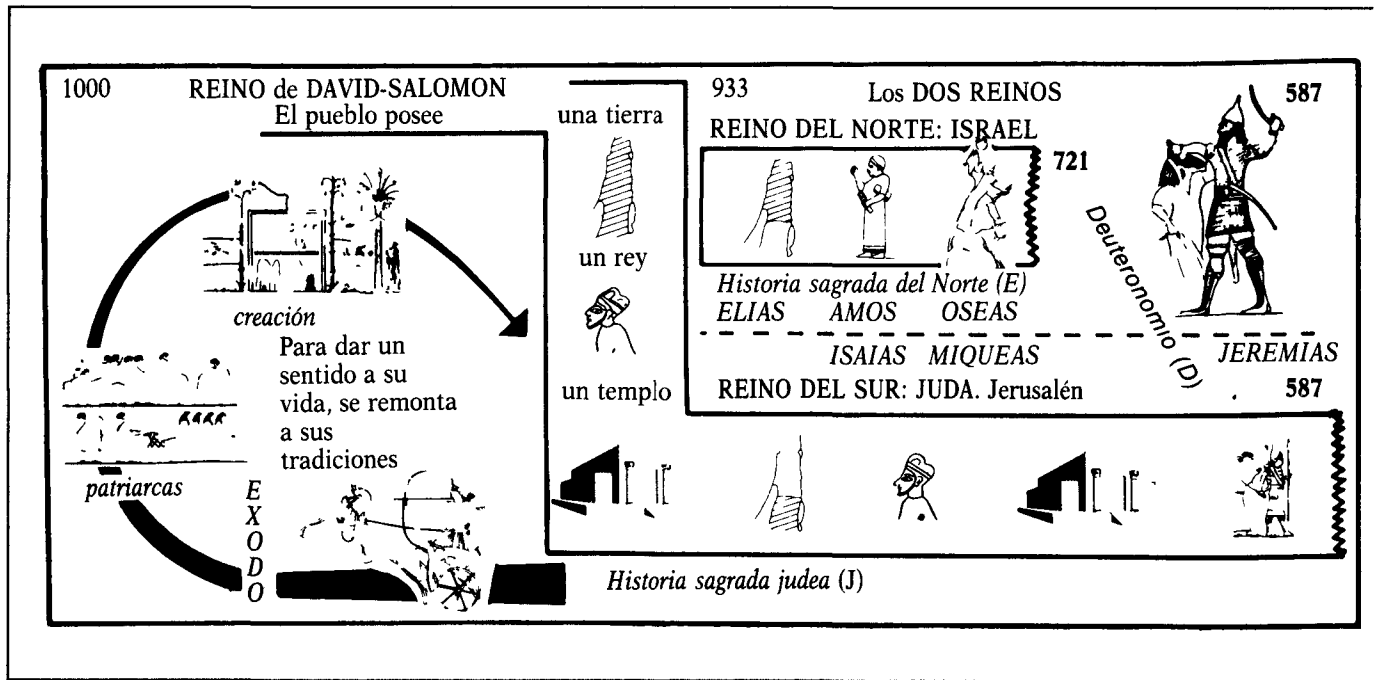 1000
REINO de DAVID-SALOMON
El pueblo posee
una tierra
un rey
un templo
creación
Para dar un
sentido a su
vida, se remonta
a sus
tradiciones
patriarcas
EXODO
Historia sagrada judea (J)
933
Los DOS REINOS
587
REINO DEL NORTE: ISRAEL
721
Historia sagrada del Norte (E)
ELIAS AMOS OSEAS
Deuteronomio (D)
ISAIAS MIQUEAS
JEREMIAS
REINO DEL SUR: JUDA. Jerusalén
587